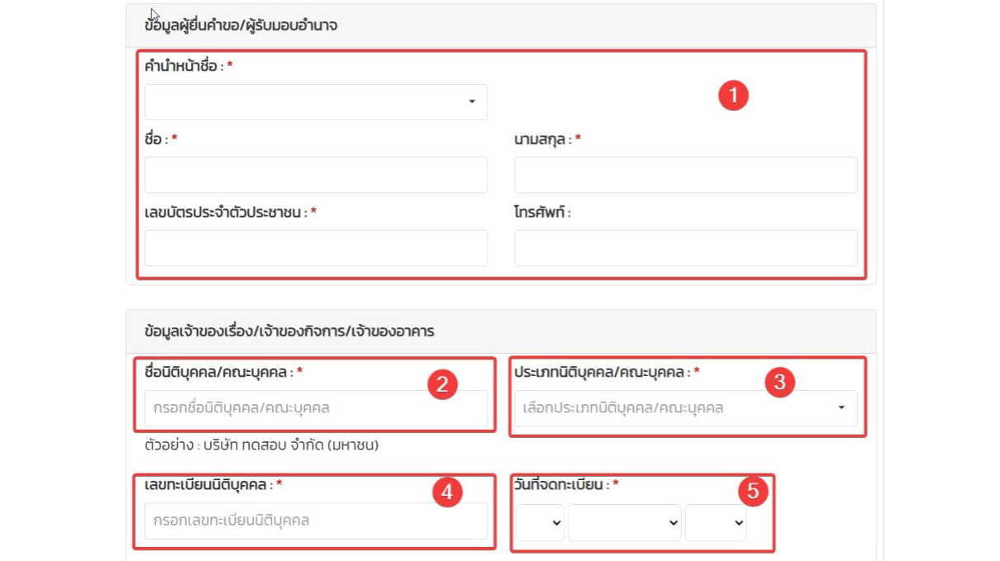 ข้อมูลผู้ยื่นคำขอ/ผู้รับมอบอำนาจ
คำนำหน้าชื่อ : *
1
ชื่อ : *
นามสกุล : *
เลขบัตรประจำตัวประชาชน : *
โทรศัพท์ :
ข้อมูลเจ้าของเรื่อง/เจ้าของกิจการ/เจ้าของอาคาร
ชื่อนิติบุคคล/คณะบุคคล : *
2
ประเภทนิติบุคคล/คณะบุคคล : *
3
กรอกชื่อนิติบุคคล/คณะบุคคล
เลือกประเภทนิติบุคคล/คณะบุคคล
ตัวอย่าง : บริษัท ทดสอบ จำกัด (มหาชน)
เลขทะเบียนนิติบุคคล : *
4
วันที่จดทะเบียน : *
5
กรอกเลขทะเบียนนิติบุคคล